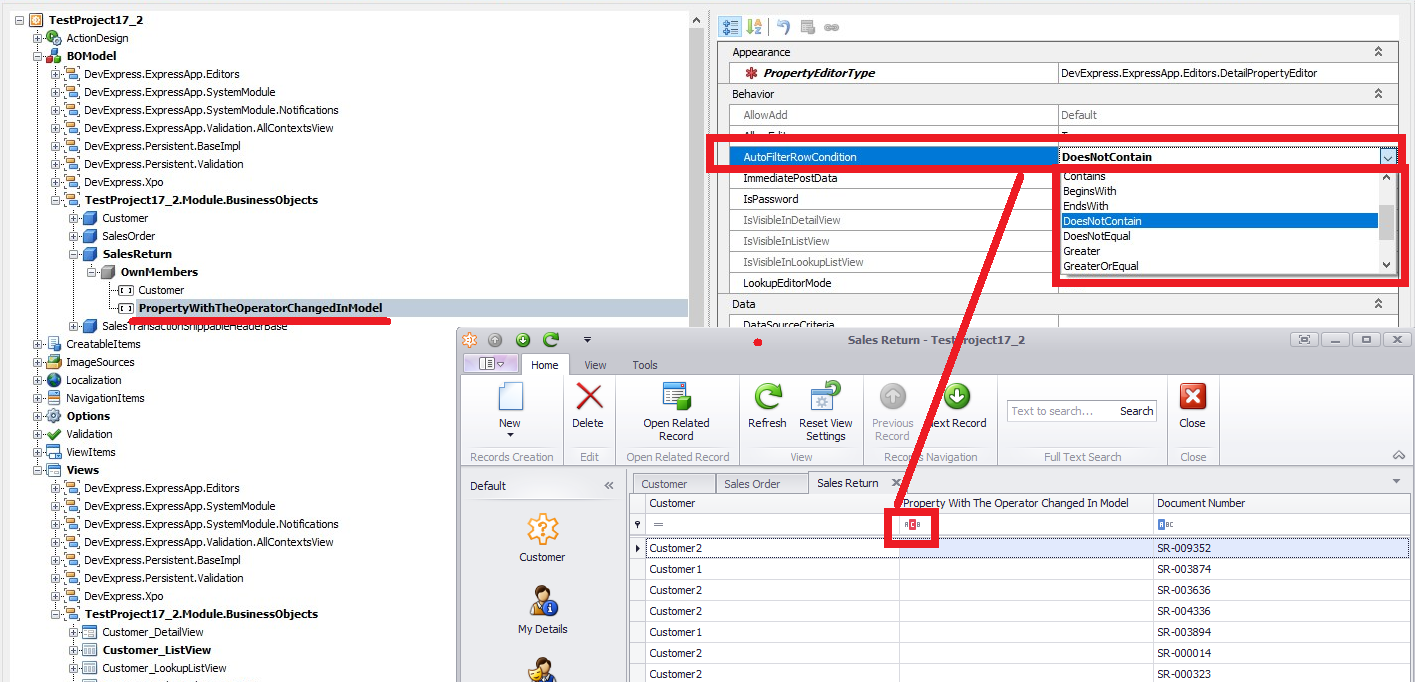 TestProject17_2
ActionDesign
BOModel
DevExpress.ExpressApp.Editors
DevExpress.ExpressApp.SystemModule
DevExpress.ExpressApp.SystemModule.Notifications
DevExpress.ExpressApp.Validation.AllContextsView
DevExpress.Persistent.BaseImpl
DevExpress.Persistent.Validation
DevExpress.Xpo
TestProject17_2.Module.BusinessObjects
Customer
SalesOrder
SalesReturn
OwnMembers
Customer
PropertyWithTheOperatorChangedInModel
SalesTransactionShippableHeaderBase
CreatableItems
ImageSources
Localization
NavigationItems
Options
Validation
ViewItems
Views
DevExpress.ExpressApp.Editors
DevExpress.ExpressApp.SystemModule
DevExpress.ExpressApp.SystemModule.Notifications
DevExpress.ExpressApp.Validation.AllContextsView
DevExpress.Persistent.BaseImpl
DevExpress.Persistent.Validation
DevExpress.Xpo
TestProject17_2.Module.BusinessObjects
Customer_DetailView
Customer_ListView
Customer_LookupListView
Appearance
PropertyEditorType DevExpress.ExpressApp.Editors.DetailPropertyEditor
Behavior
AllowAdd Default
AutoFilterRowCondition DoesNotContain
ImmediatePostData
IsPassword
IsVisibleInDetailView
IsVisibleInListView
IsVisibleInLookupListView
LookupEditorMode
Contains
BeginsWith
EndsWith
DoesNotContain
DoesNotEqual
Greater
GreaterOrEqual
Data
DataSourceCriteria
Sales Return - TestProject17_2
Home View Tools
New
Delete
Open Related Record
Refresh
Reset View Settings
Previous Record
Next Record
Text to search... Search
Close
Records Creation Edit Open Related Record View Records Navigation Full Text Search Close
Default «
Customer
My Details
Customer Sales Order Sales Return
Customer Property With The Operator Changed In Model Document Number
= ABC ABC
Customer2 SR-009352
Customer1 SR-003874
Customer2 SR-003636
Customer2 SR-004336
Customer1 SR-003894
Customer2 SR-000014
Customer2 SR-000323